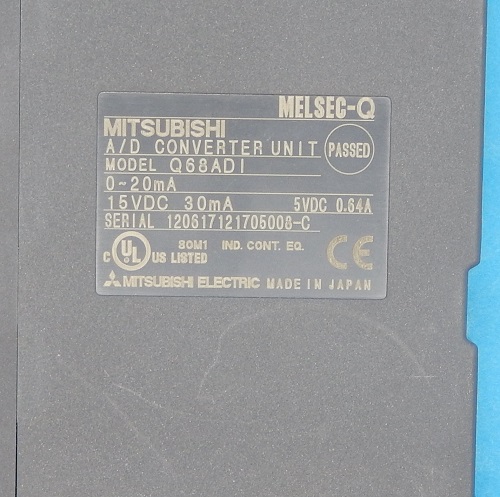 MELSEC-Q
MITSUBISHI
A/D CONVERTER UNIT PASSED
MODEL Q68ADI
0~20mA
15VDC 30mA 5VDC 0.64A
SERIAL 120617121705008-C
C UL US LISTED 80M1 IND. CONT. EQ. CE
MITSUBISHI ELECTRIC MADE IN JAPAN